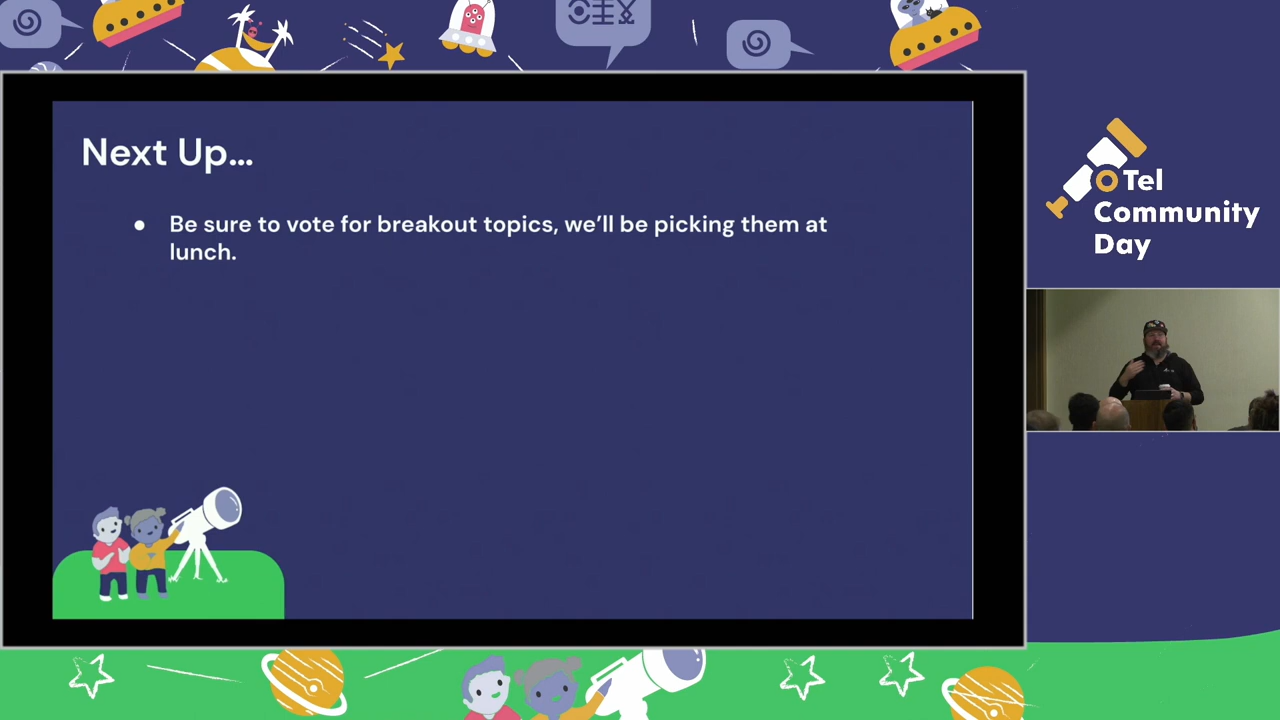 Next Up...
● Be sure to vote for breakout topics, we'll be picking them at
lunch.
Tel
Community
Day